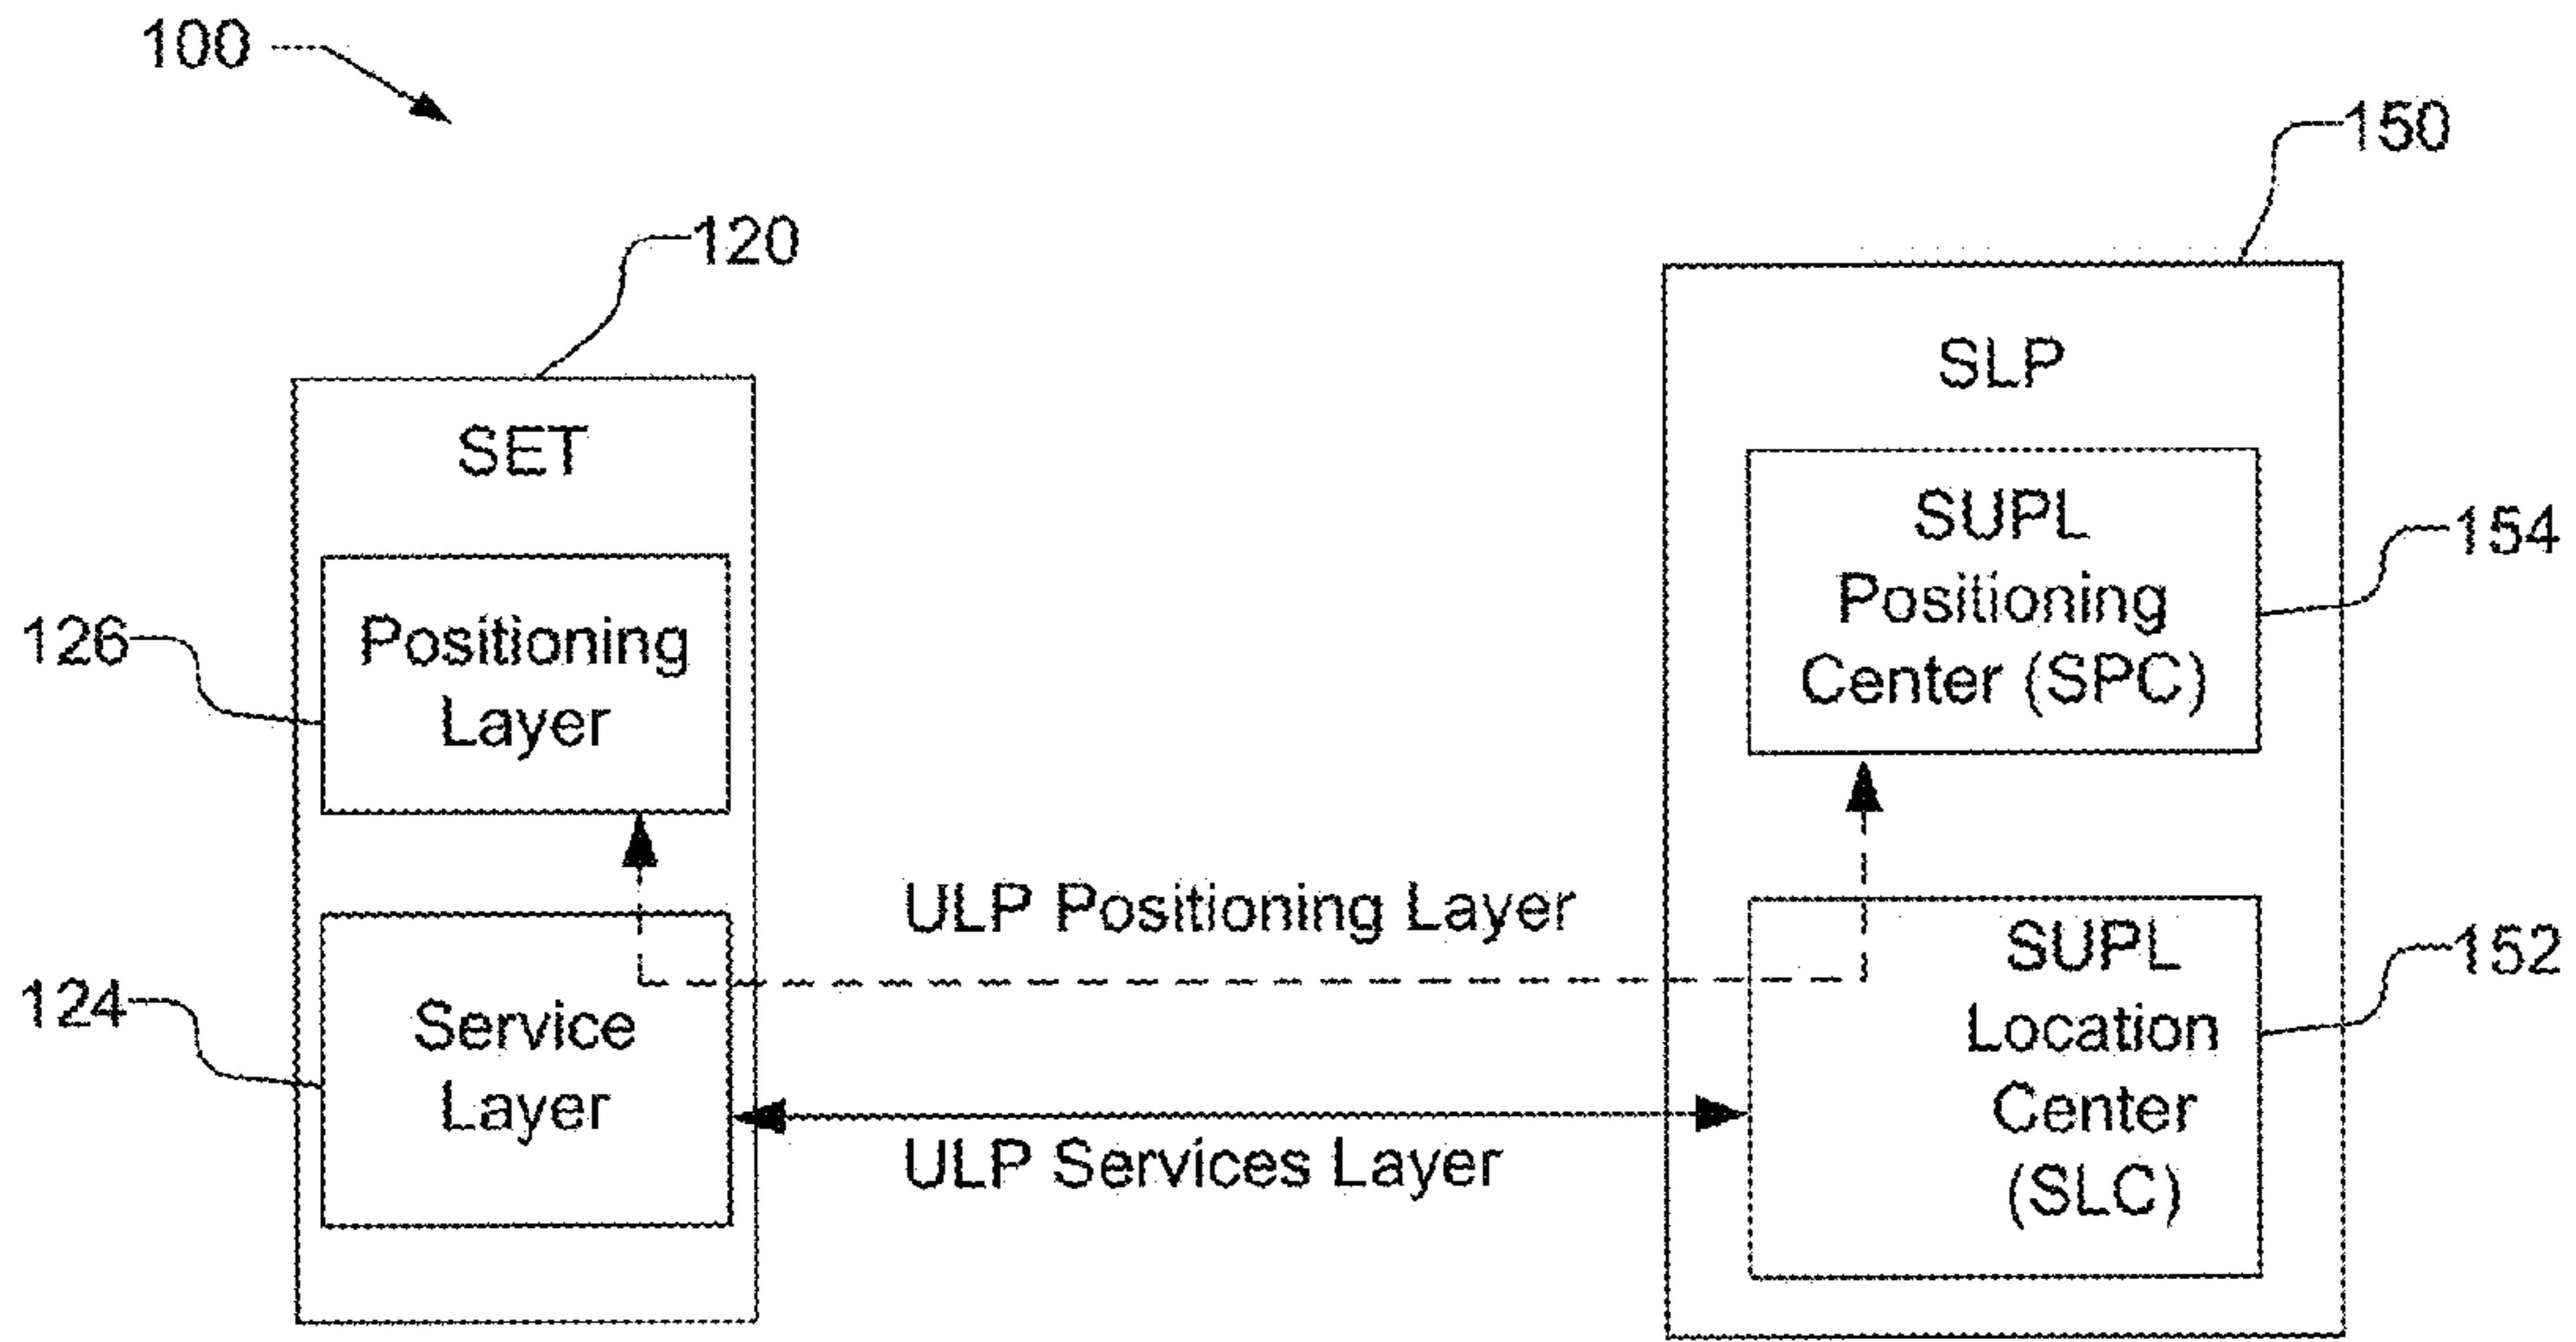 100
150
120
SLP
SET
SUPL
Positioning
Center (SPC)
154
126
Positioning
Layer
ULP Positioning Layer
SUPL
Location
Center
(SLC)
152
124
Service
Layer
ULP Services Layer